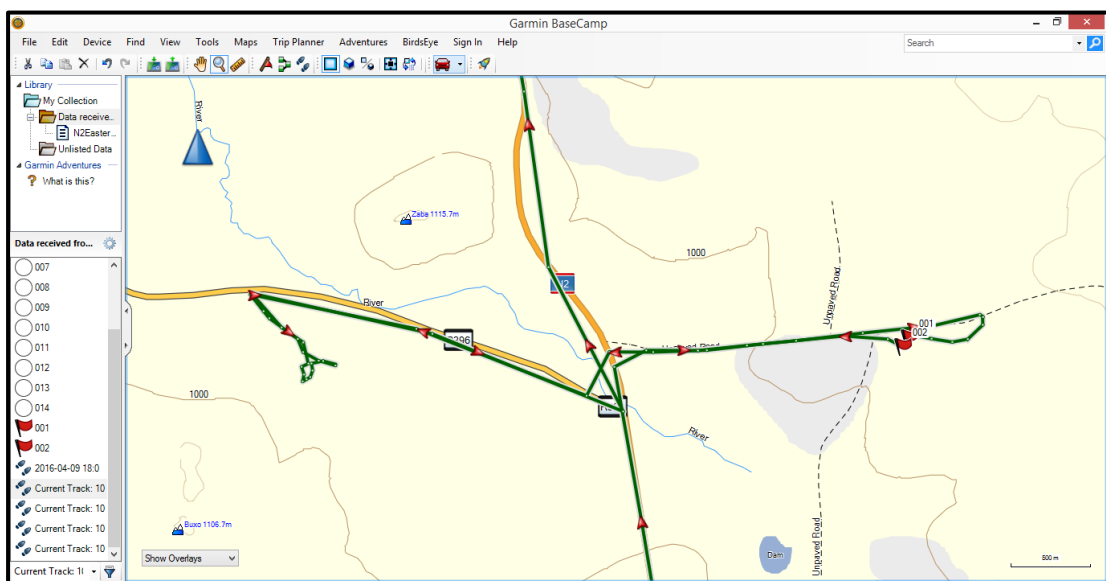 Garmin BaseCamp
File Edit Device Find View Tools Maps Trip Planner Adventures BirdsEye Sign In Help
Search
Library
My Collection
Data receive...
N2Easter...
Unlisted Data
Garmin Adventures
? What is this?
Data received fro...
007
008
009
010
011
012
013
014
001
002
2016-04-09 18:0
Current Track: 10
Current Track: 10
Current Track: 10
Current Track: 10
Current Track: 1(
River
Zaba 1115.7m
1000
N2
River
Unpaved Road
001
002
Road
1000
River
Buxo 1106.7m
Unpaved Road
Dam
Show Overlays
500 m